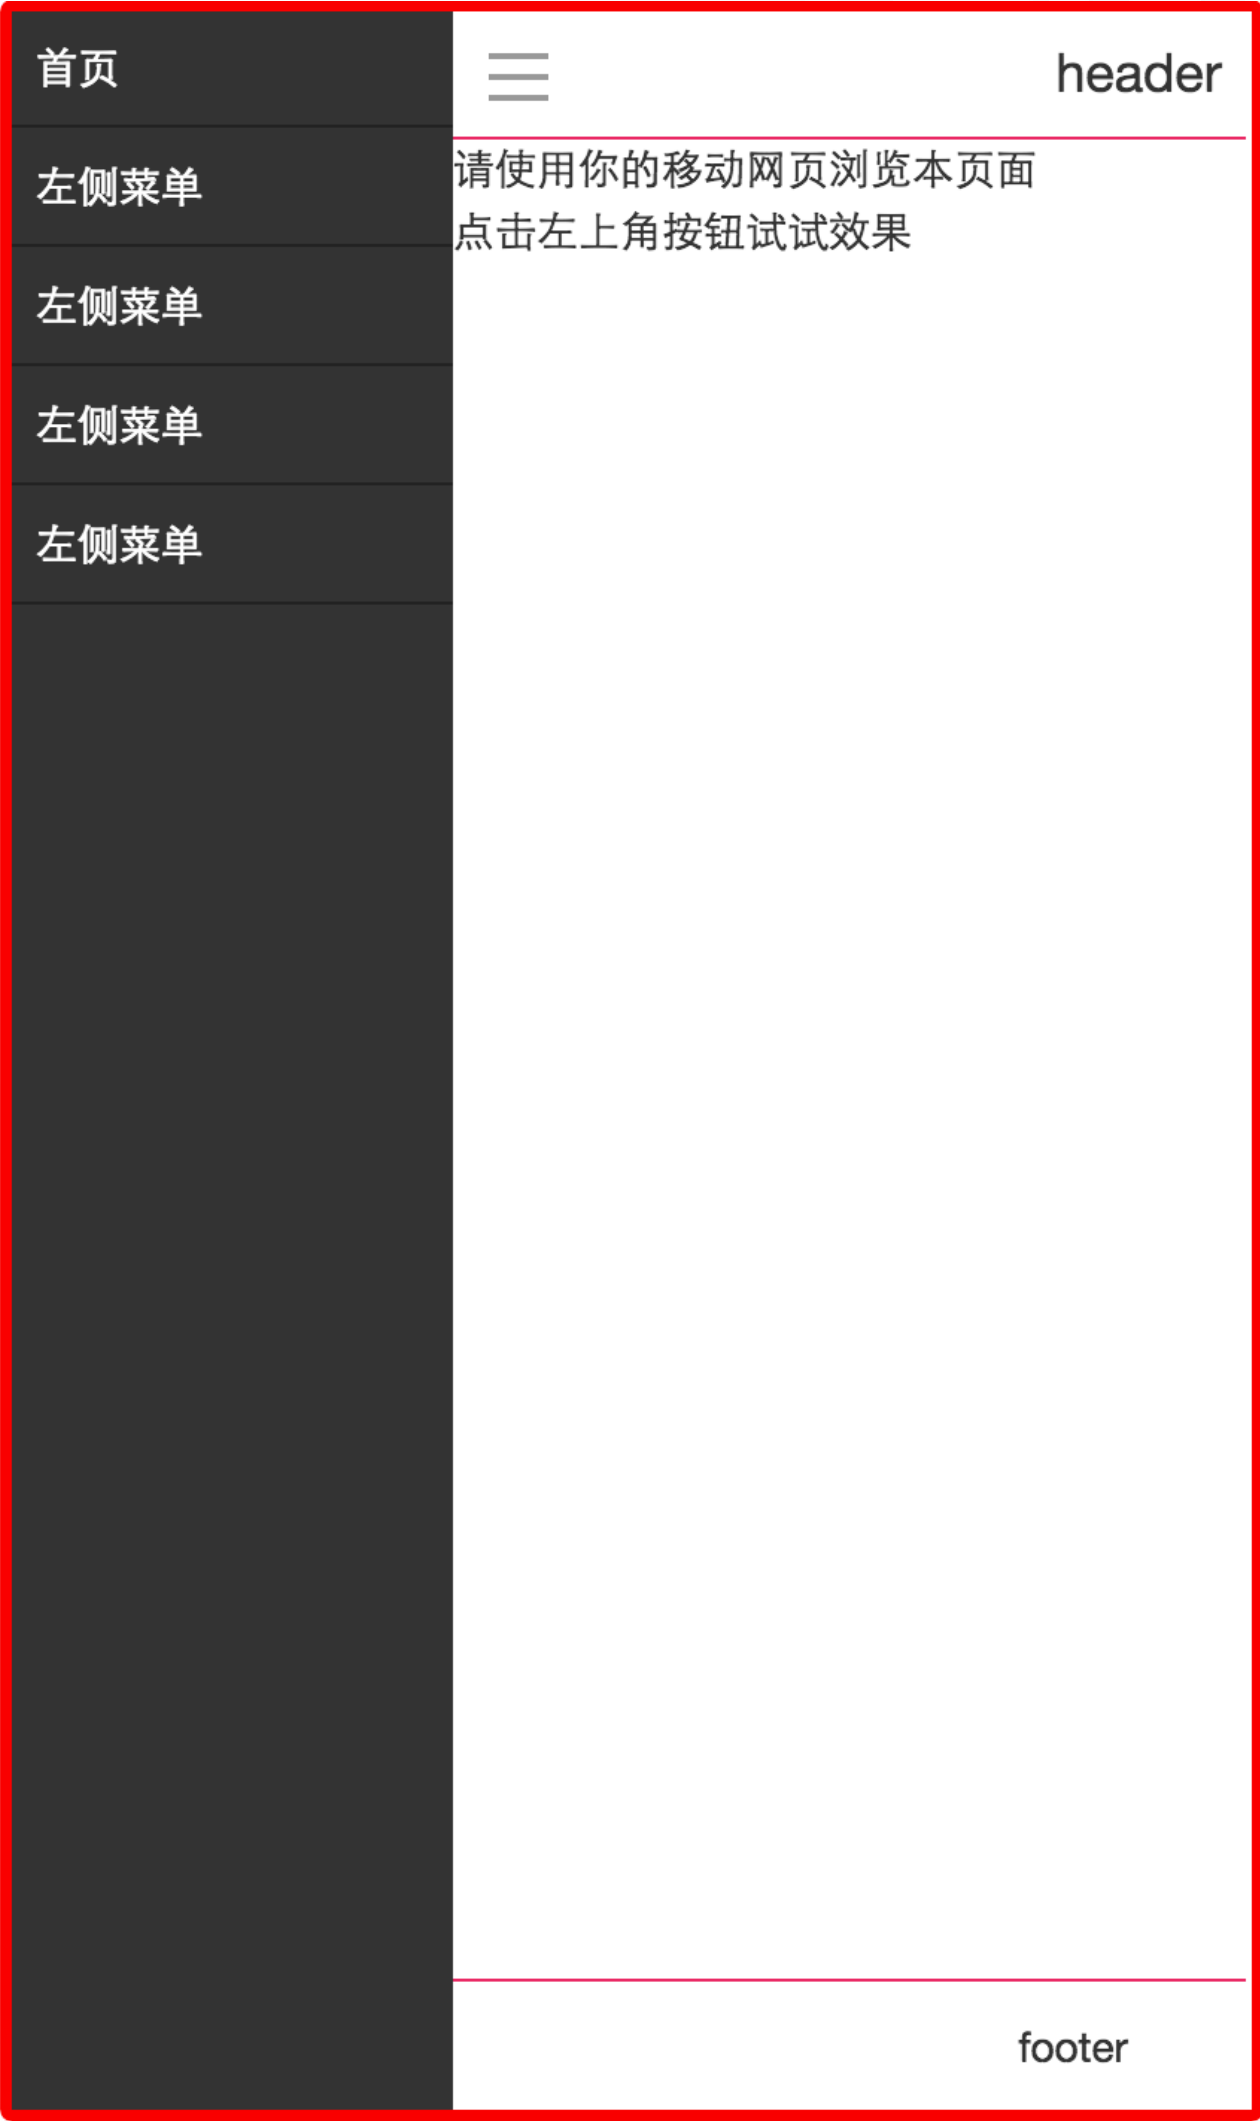 首页
左侧菜单
左侧菜单
左侧菜单
左侧菜单
header
请使用你的移动网页浏览本页面
点击左上角按钮试试效果
footer